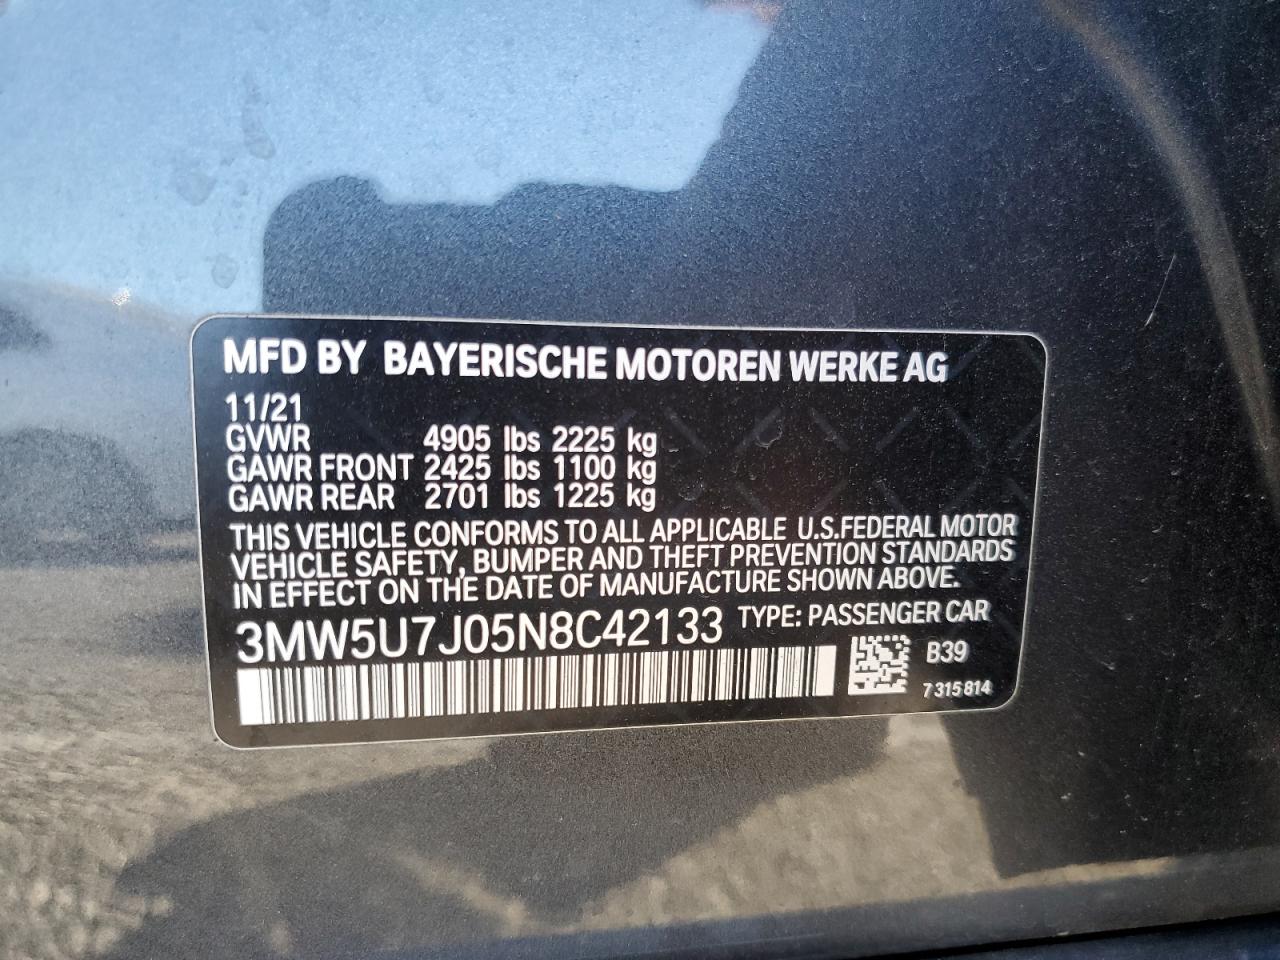 MFD BY BAYERISCHE MOTOREN WERKE AG
11/21
GVWR 4905 lbs 2225 kg
GAWR FRONT 2425 lbs 1100 kg
GAWR REAR 2701 lbs 1225 kg
THIS VEHICLE CONFORMS TO ALL APPLICABLE U.S.FEDERAL MOTOR
VEHICLE SAFETY, BUMPER AND THEFT PREVENTION STANDARDS
IN EFFECT ON THE DATE OF MANUFACTURE SHOWN ABOVE.
3MW5U7J05N8C42133 TYPE: PASSENGER CAR
B39
7 315 814